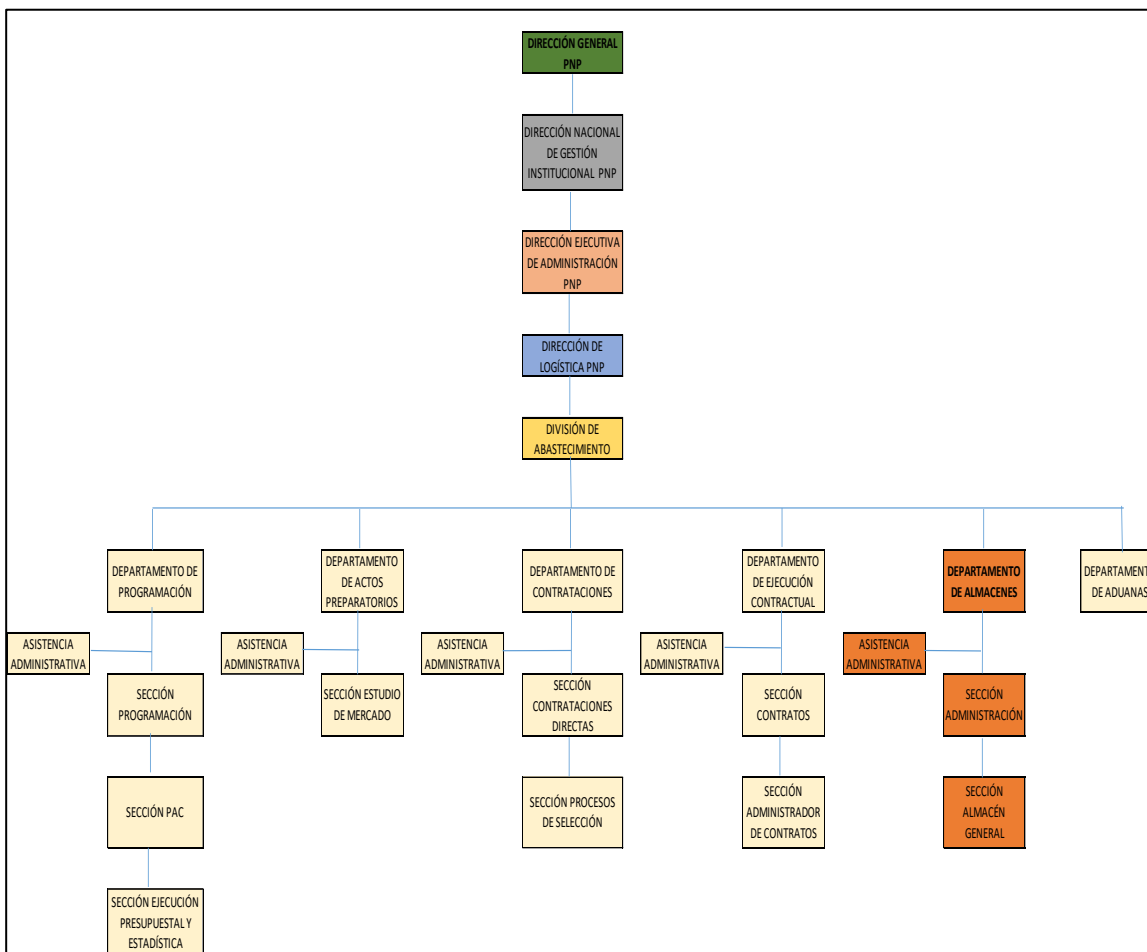 DIRECCIÓN GENERAL
PNP
DIRECCIÓN NACIONAL
DE GESTIÓN
INSTITUCIONAL PNP
DIRECCIÓN EJECUTIVA
DE ADMINISTRACIÓN
PNP
DIRECCIÓN DE
LOGÍSTICA PNP
DIVISIÓN DE
ABASTECIMIENTO
DEPARTAMENTO DE
PROGRAMACIÓN
DEPARTAMENTO
DE ACTOS
PREPARATORIOS
DEPARTAMENTO DE
CONTRATACIONES
DEPARTAMENTO
DE EJECUCIÓN
CONTRACTUAL
DEPARTAMENTO
DE ALMACENES
DEPARTAMENT
DE ADUANAS
ASISTENCIA
ADMINISTRATIVA
ASISTENCIA
ADMINISTRATIVA
ASISTENCIA
ADMINISTRATIVA
ASISTENCIA
ADMINISTRATIVA
ASISTENCIA
ADMINISTRATIVA
SECCIÓN
PROGRAMACIÓN
SECCIÓN ESTUDIO
DE MERCADO
SECCIÓN
CONTRATACIONES
DIRECTAS
SECCIÓN
CONTRATOS
SECCIÓN
ADMINISTRACIÓN
SECCIÓN PAC
SECCIÓN PROCESOS
DE SELECCIÓN
SECCIÓN
ADMINISTRADOR
DE CONTRATOS
SECCIÓN
ALMACÉN
GENERAL
SECCIÓN EJECUCIÓN
PRESUPUESTAL Y
ESTADÍSTICA